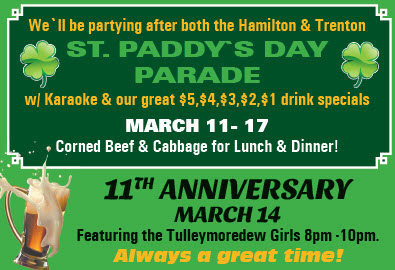 We`ll be partying after both the Hamilton & Trenton
ST. PADDY`S DAY
PARADE
w/ Karaoke & our great $5,$4,$3,$2,$1 drink specials
MARCH 11- 17
Corned Beef & Cabbage for Lunch & Dinner!
11TH ANNIVERSARY
MARCH 14
Featuring the Tulleymoredew Girls 8pm -10pm.
Always a great time!